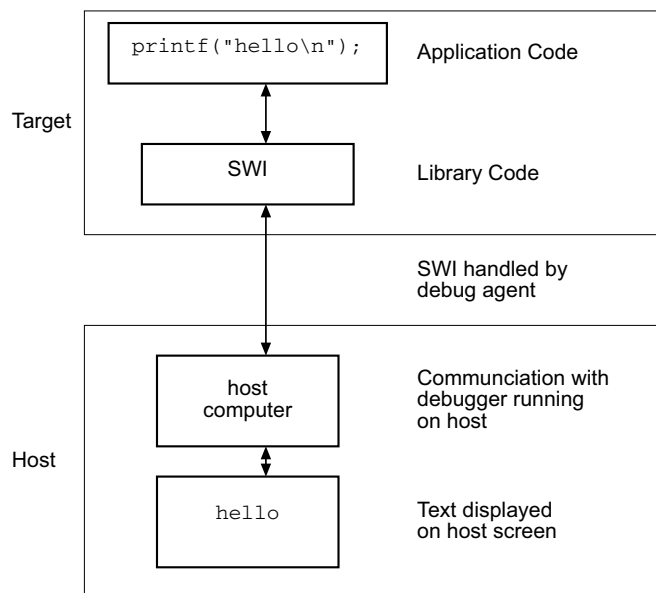 printf("hello\n");
Application Code
Target
SWI
Library Code
SWI handled by
debug agent
host
computer
Communciation with
debugger running
on host
Host
hello
Text displayed
on host screen